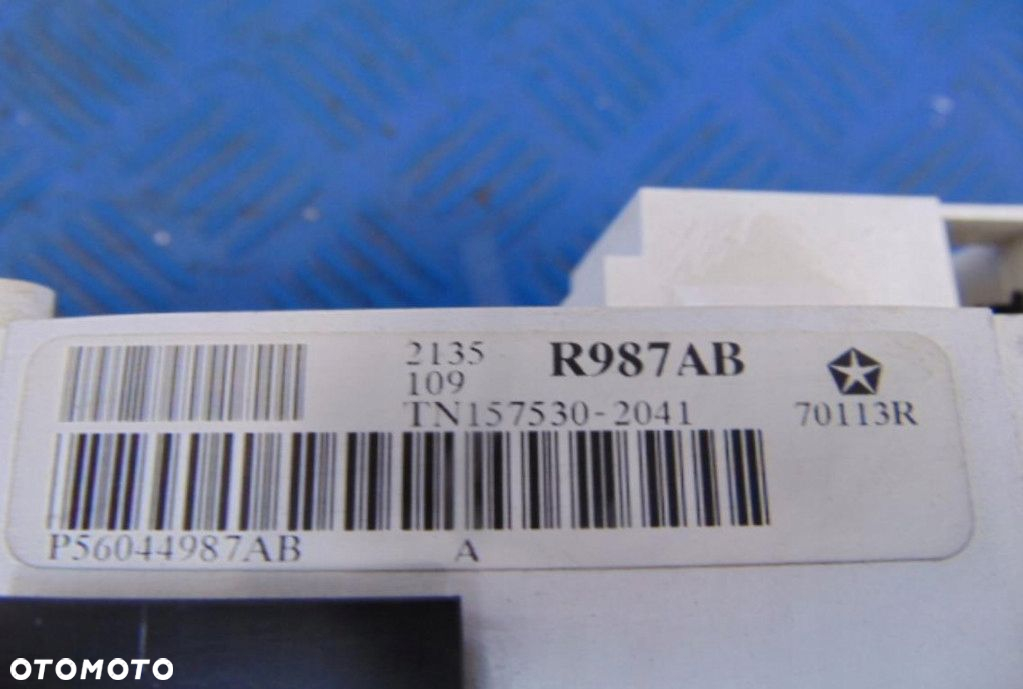 2135 R987AB
109
TN157530-2041 70113R
P56044987AB A
OTOMOTO